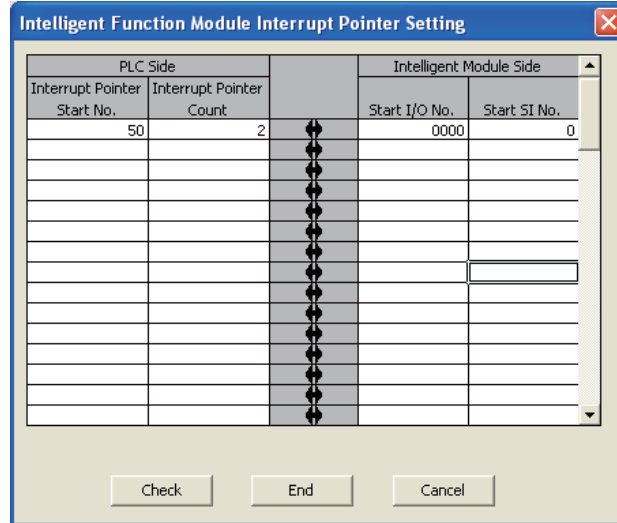 Intelligent Function Module Interrupt Pointer Setting
PLC Side Intelligent Module Side
Interrupt Pointer Start No. Interrupt Pointer Count Start I/O No. Start SI No.
50 2 0000 0
Check End Cancel